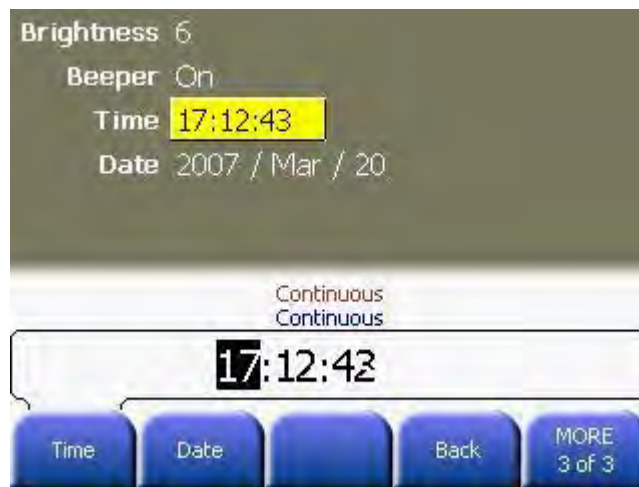 Brightness 6
Beeper On
Time 17:12:43
Date 2007 / Mar / 20
Continuous
Continuous
17:12:43
Time Date Back MORE
3 of 3